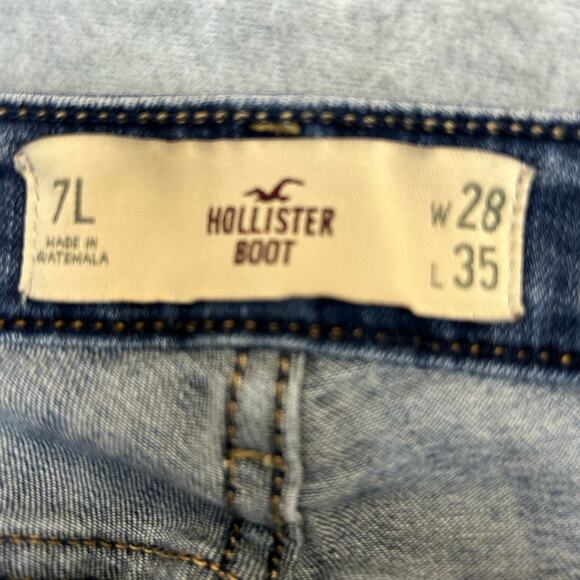 7L
MADE IN
GUATEMALA
HOLLISTER
BOOT
W 28
L 35